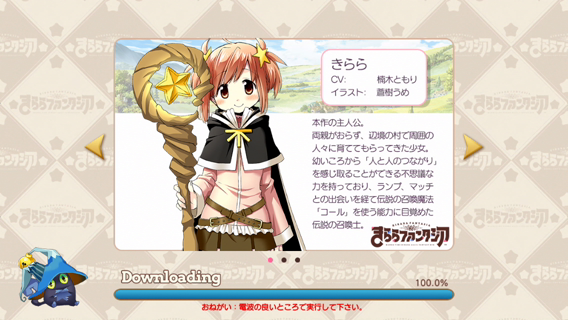 きらら
CV: 楠木ともり
イラスト: 蒼樹うめ
本作の主人公。
両親がおらず、辺境の村で周囲の
人々に育ててもらってきた少女。
幼いころから「人と人のつながり」
を感じ取ることができる不思議な
力を持っており、ランプ、マッチ
との出会いを経て伝説の召喚魔法
「コール」を使う能力に目覚めた
伝説の召喚士。
きららファンタジア
Downloading
100.0%
おねがい：電波の良いところで実行して下さい。